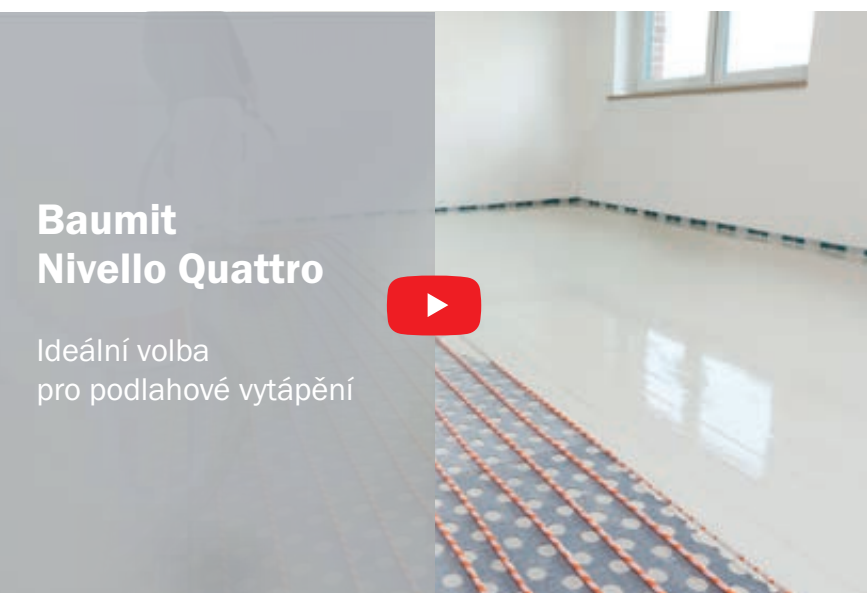 Baumit
Nivello Quattro
Ideální volba
pro podlahové vytápění